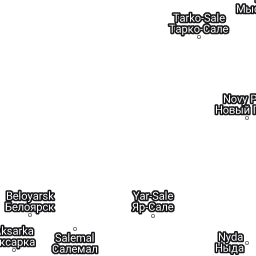 Tarko-Sale
Тарко-Сале
Novy
Новый
Beloyarsk
Белоярск
Yar-Sale
Яр-Сале
Salemal
Салемал
Nyda
Ныда